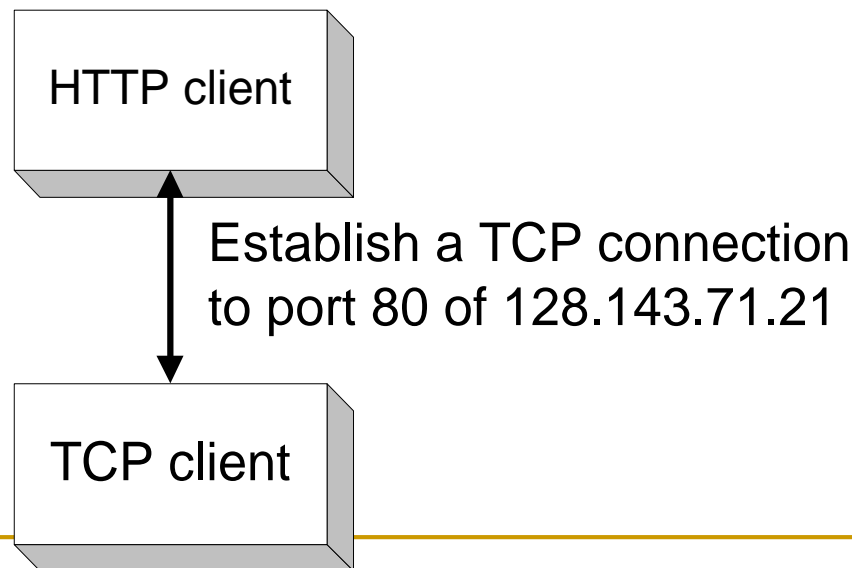 HTTP client
Establish a TCP connection
to port 80 of 128.143.71.21
TCP client